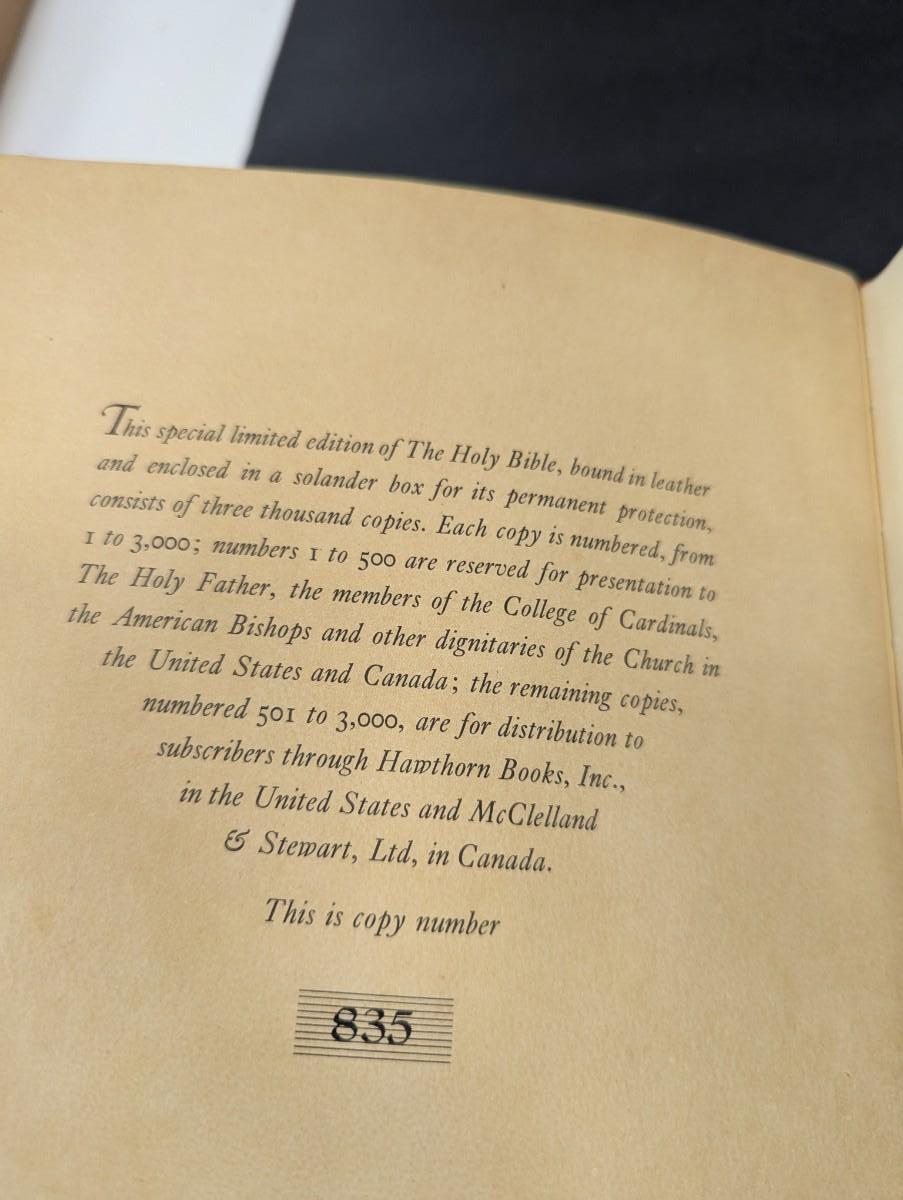 This special limited edition of The Holy Bible, bound in leather
and enclosed in a solander box for its permanent protection,
consists of three thousand copies. Each copy is numbered, from
1 to 3,000; numbers 1 to 500 are reserved for presentation to
The Holy Father, the members of the College of Cardinals,
the American Bishops and other dignitaries of the Church in
the United States and Canada; the remaining copies,
numbered 501 to 3,000, are for distribution to
subscribers through Hawthorn Books, Inc.,
in the United States and McClelland
& Stewart, Ltd, in Canada.
This is copy number
835